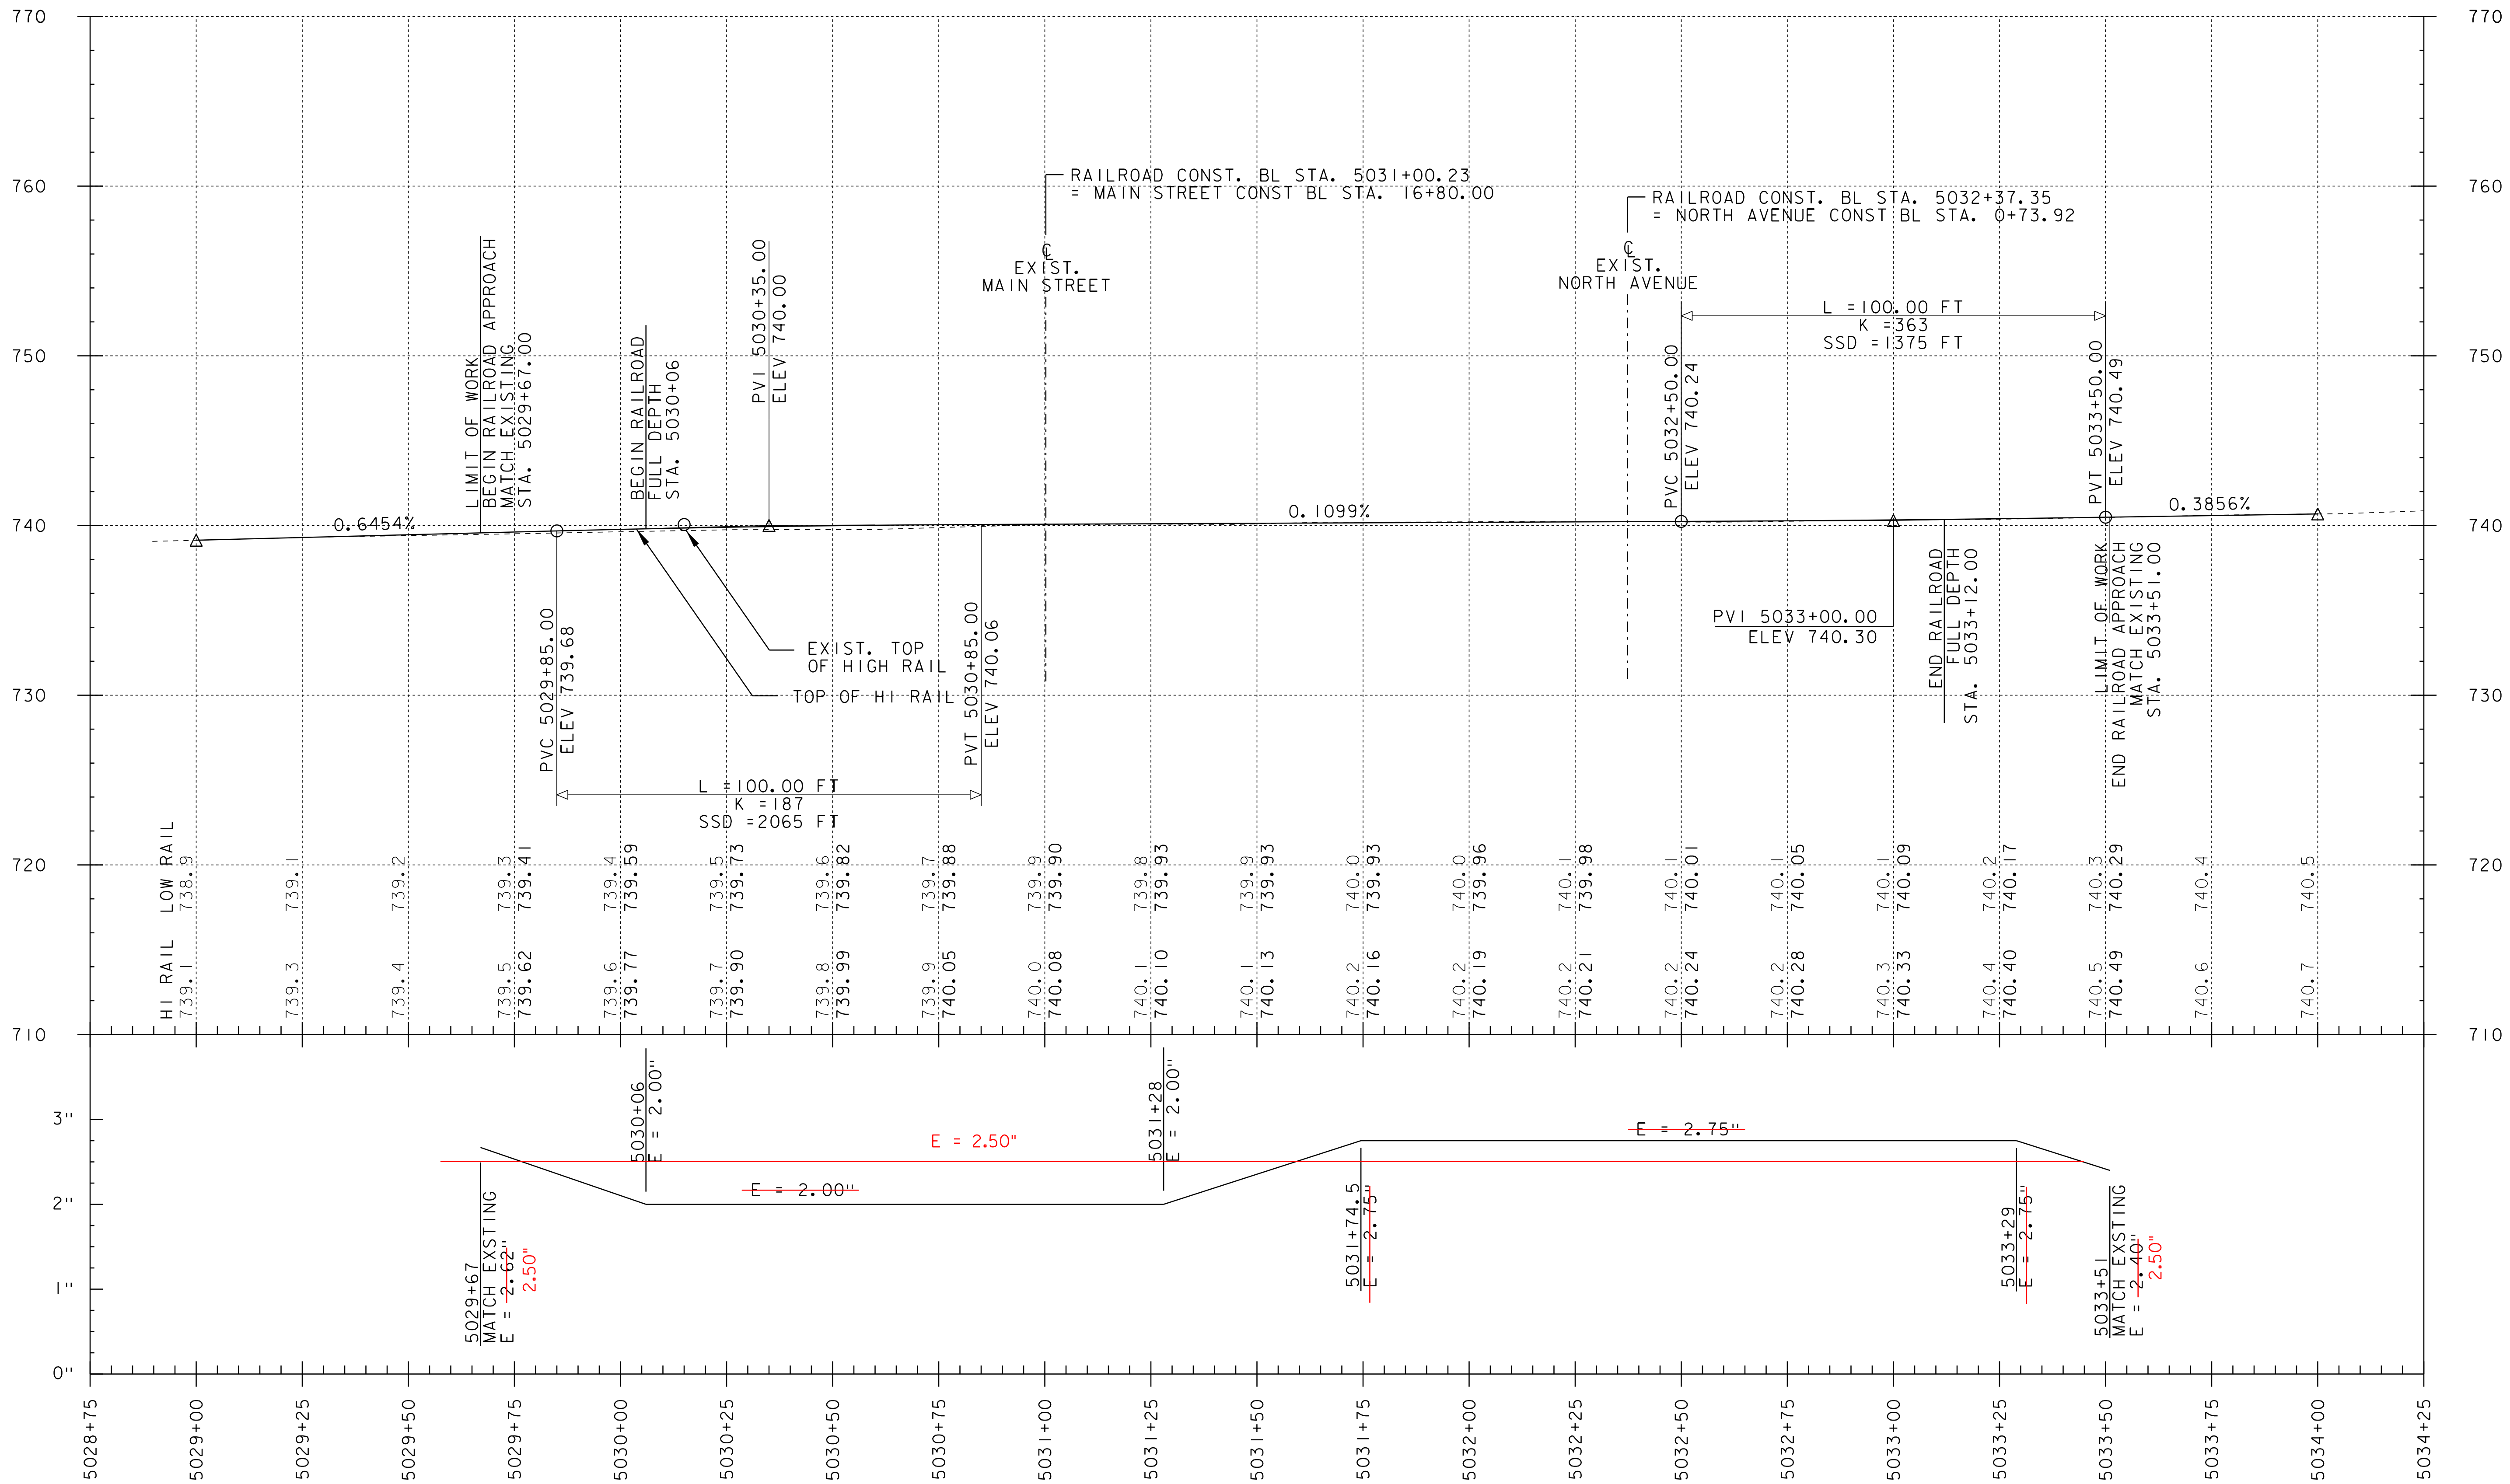 770
760
750
740
730
720
710
770
760
750
740
730
720
710
RAILROAD CONST. BL STA. 5031+00.23
= MAIN STREET CONST BL STA. 16+80.00
RAILROAD CONST. BL STA. 5032+37.35
= NORTH AVENUE CONST BL STA. 0+73.92
℄
EXIST.
MAIN STREET
℄
EXIST.
NORTH AVENUE
LIMIT OF WORK
BEGIN RAILROAD APPROACH
MATCH EXISTING
STA. 5029+67.00
BEGIN RAILROAD
FULL DEPTH
STA. 5030+06
PVI 5030+35.00
ELEV 740.00
L =100.00 FT
K =363
SSD =1375 FT
PVC 5032+50.00
ELEV 740.24
PVT 5033+50.00
ELEV 740.49
0.6454%
0.1099%
0.3856%
PVC 5029+85.00
ELEV 739.68
EXIST. TOP
OF HIGH RAIL
TOP OF HI RAIL
PVT 5030+85.00
ELEV 740.06
L =100.00 FT
K =187
SSD =2065 FT
PVI 5033+00.00
ELEV 740.30
END RAILROAD
FULL DEPTH
STA. 5033+12.00
LIMIT OF WORK
END RAILROAD APPROACH
MATCH EXISTING
STA. 5033+51.00
LOW RAIL
738.9
739.1
739.2
739.3
739.41
739.4
739.59
739.5
739.73
739.6
739.82
739.7
739.88
739.9
739.90
739.8
739.93
739.9
739.93
740.0
739.93
740.0
739.96
740.1
739.98
740.1
740.01
740.1
740.05
740.1
740.09
740.2
740.17
740.3
740.29
740.4
740.5
HI RAIL
739.1
739.3
739.4
739.5
739.62
739.6
739.77
739.7
739.90
739.8
739.99
739.9
740.05
740.0
740.08
740.1
740.10
740.1
740.13
740.2
740.16
740.2
740.19
740.2
740.21
740.2
740.24
740.2
740.28
740.3
740.33
740.4
740.40
740.5
740.49
740.6
740.7
3"
2"
1"
0"
5029+67
MATCH EXSTING
E = 2.62"
2.50"
5030+06
E = 2.00"
E = 2.00"
E = 2.50"
5031+28
E = 2.00"
5031+74.5
E = 2.75"
E = 2.75"
5033+29
E = 2.75"
5033+51
MATCH EXSTING
E = 2.40"
2.50"
5028+75
5029+00
5029+25
5029+50
5029+75
5030+00
5030+25
5030+50
5030+75
5031+00
5031+25
5031+50
5031+75
5032+00
5032+25
5032+50
5032+75
5033+00
5033+25
5033+50
5033+75
5034+00
5034+25